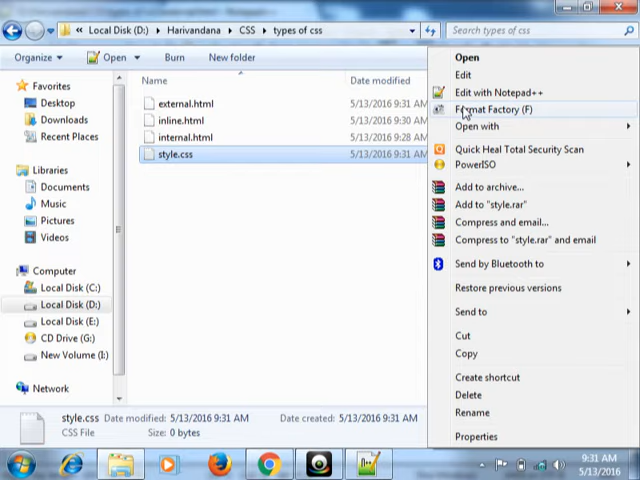 Local Disk (D:) ▸ Harivandana ▸ CSS ▸ types of css
Search types of css
Organize Open Burn New folder
Favorites
Desktop
Downloads
Recent Places
Libraries
Documents
Music
Pictures
Videos
Computer
Local Disk (C:)
Local Disk (D:)
Local Disk (E:)
CD Drive (G:)
New Volume (I:)
Network
Name Date modified
external.html 5/13/2016 9:31 AM
inline.html 5/13/2016 9:30 AM
internal.html 5/13/2016 9:28 AM
style.css 5/13/2016 9:31 AM
Open
Edit
Edit with Notepad++
Format Factory (F)
Open with
Quick Heal Total Security Scan
PowerISO
Add to archive...
Add to "style.rar"
Compress and email...
Compress to "style.rar" and email
Send by Bluetooth to
Restore previous versions
Send to
Cut
Copy
Create shortcut
Delete
Rename
Properties
style.css Date modified: 5/13/2016 9:31 AM Date created: 5/13/2016 9:31 AM
CSS File Size: 0 bytes
9:31 AM
5/13/2016